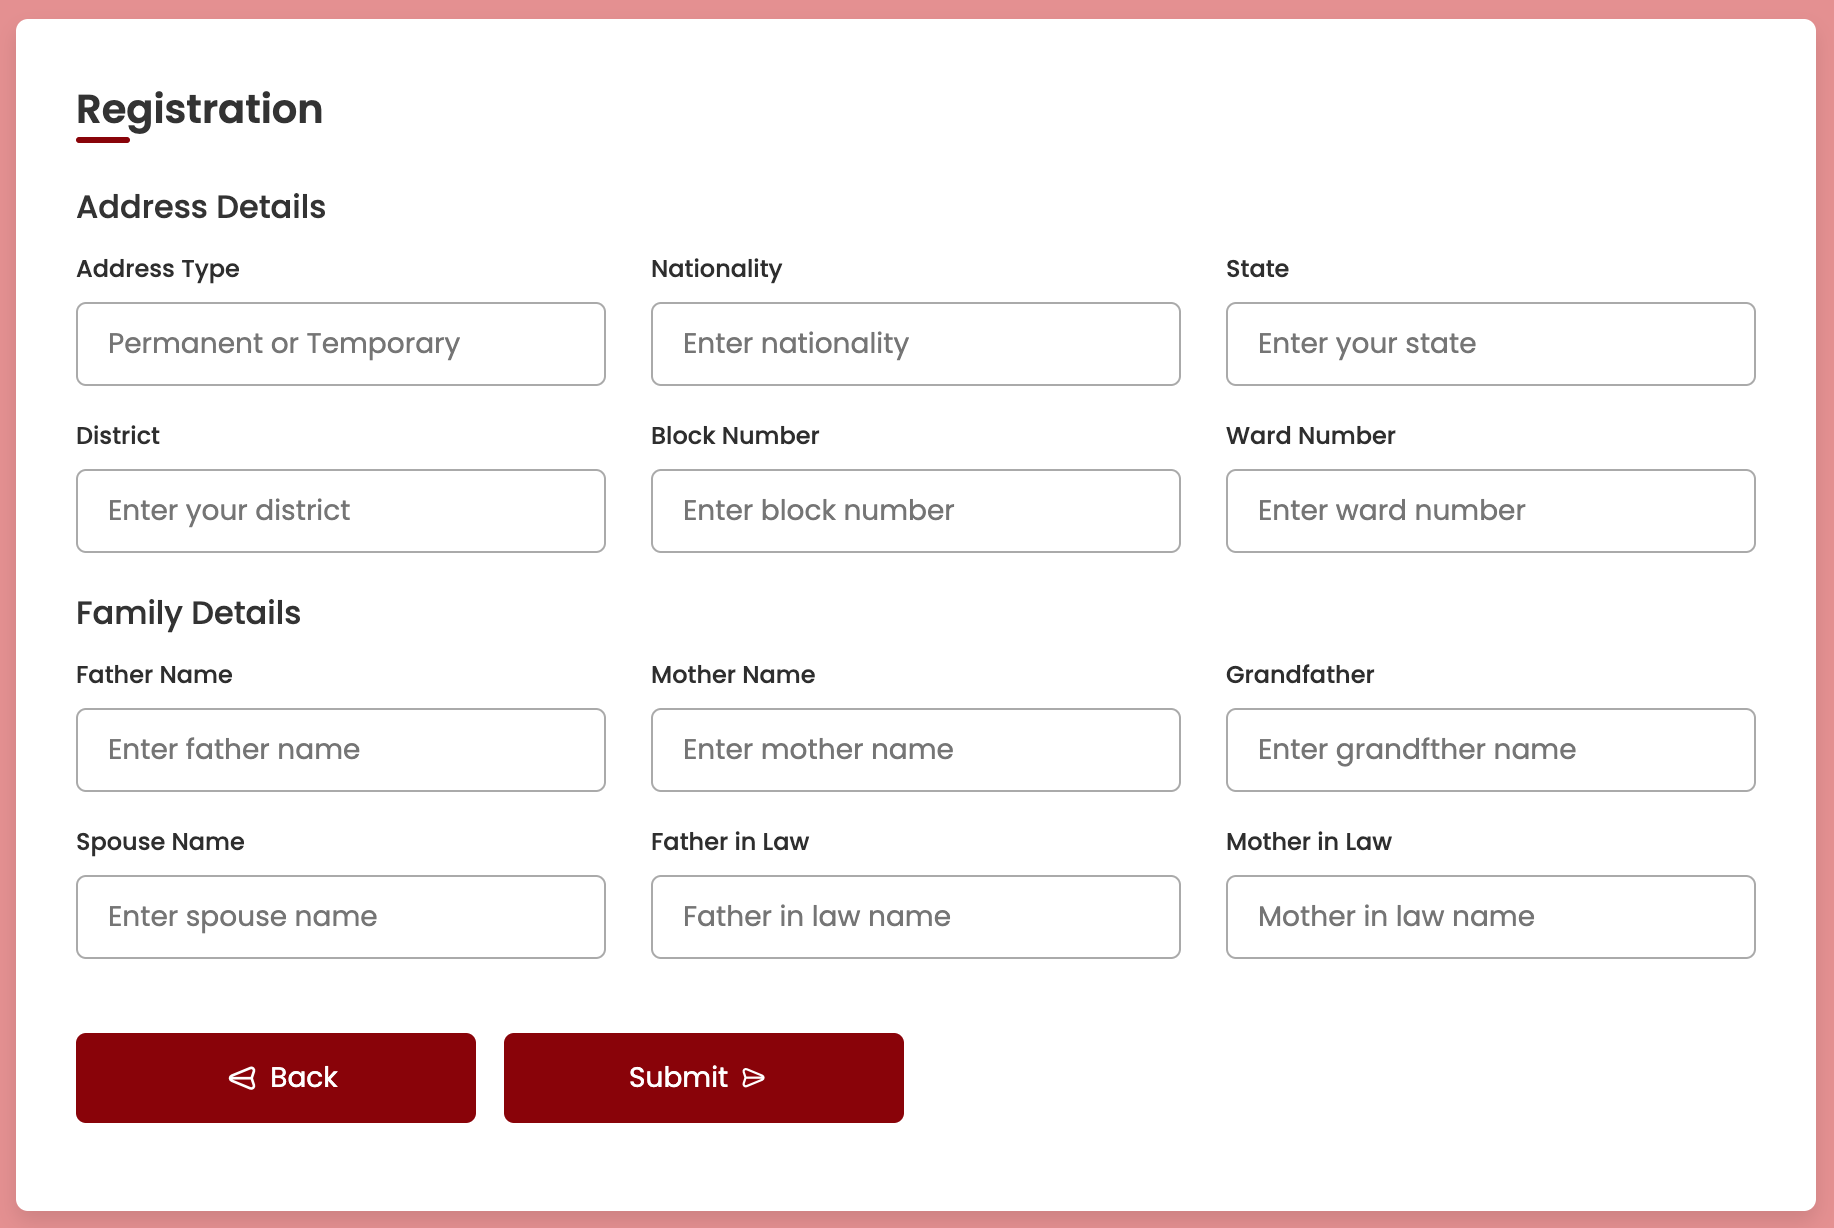 Registration
Address Details
Address Type
Nationality
State
Permanent or Temporary
Enter nationality
Enter your state
District
Block Number
Ward Number
Enter your district
Enter block number
Enter ward number
Family Details
Father Name
Mother Name
Grandfather
Enter father name
Enter mother name
Enter grandfther name
Spouse Name
Father in Law
Mother in Law
Enter spouse name
Father in law name
Mother in law name
Back
Submit